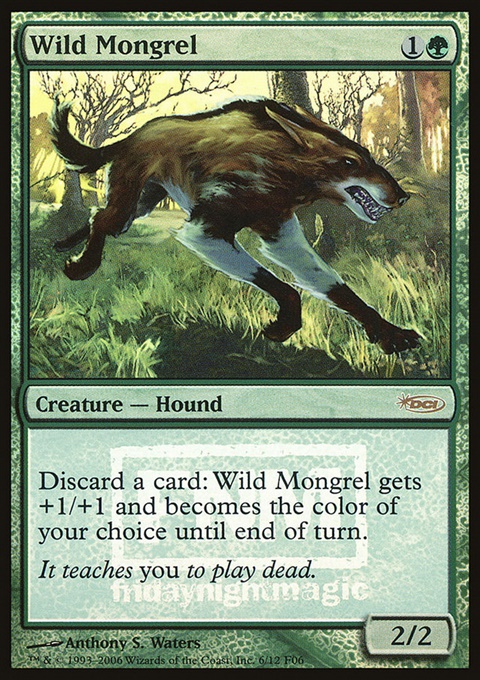 Wild Mongrel 1
Creature — Hound
DCI
Discard a card: Wild Mongrel gets
+1/+1 and becomes the color of
your choice until end of turn.
It teaches you to play dead.
FNM
fridaynightmagic
Anthony S. Waters
2/2
™ & © 1993–2006 Wizards of the Coast, Inc. 6/12 F06